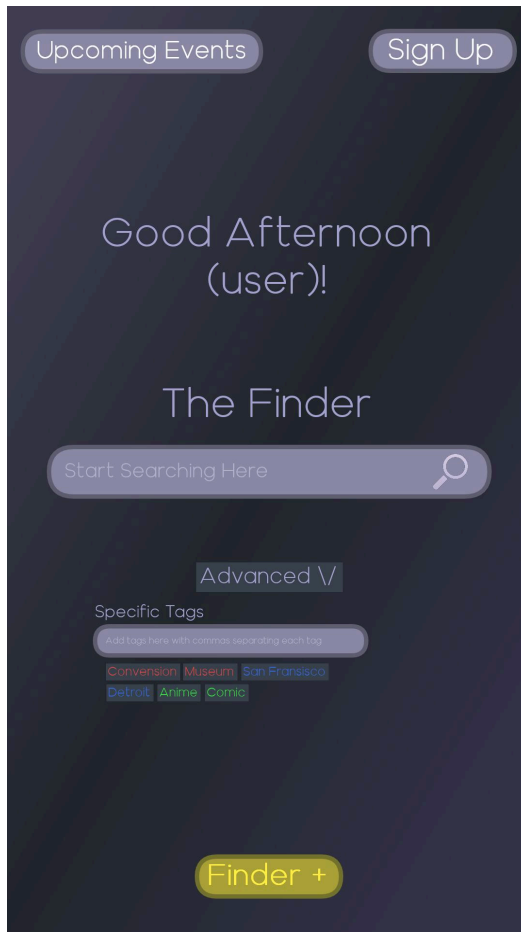 Upcoming Events
Sign Up
Good Afternoon
(user)!
The Finder
Start Searching Here
Advanced \/
Specific Tags
Add tags here with commas separating each tag
Convension Museum San Fransisco
Detroit Anime Comic
Finder +